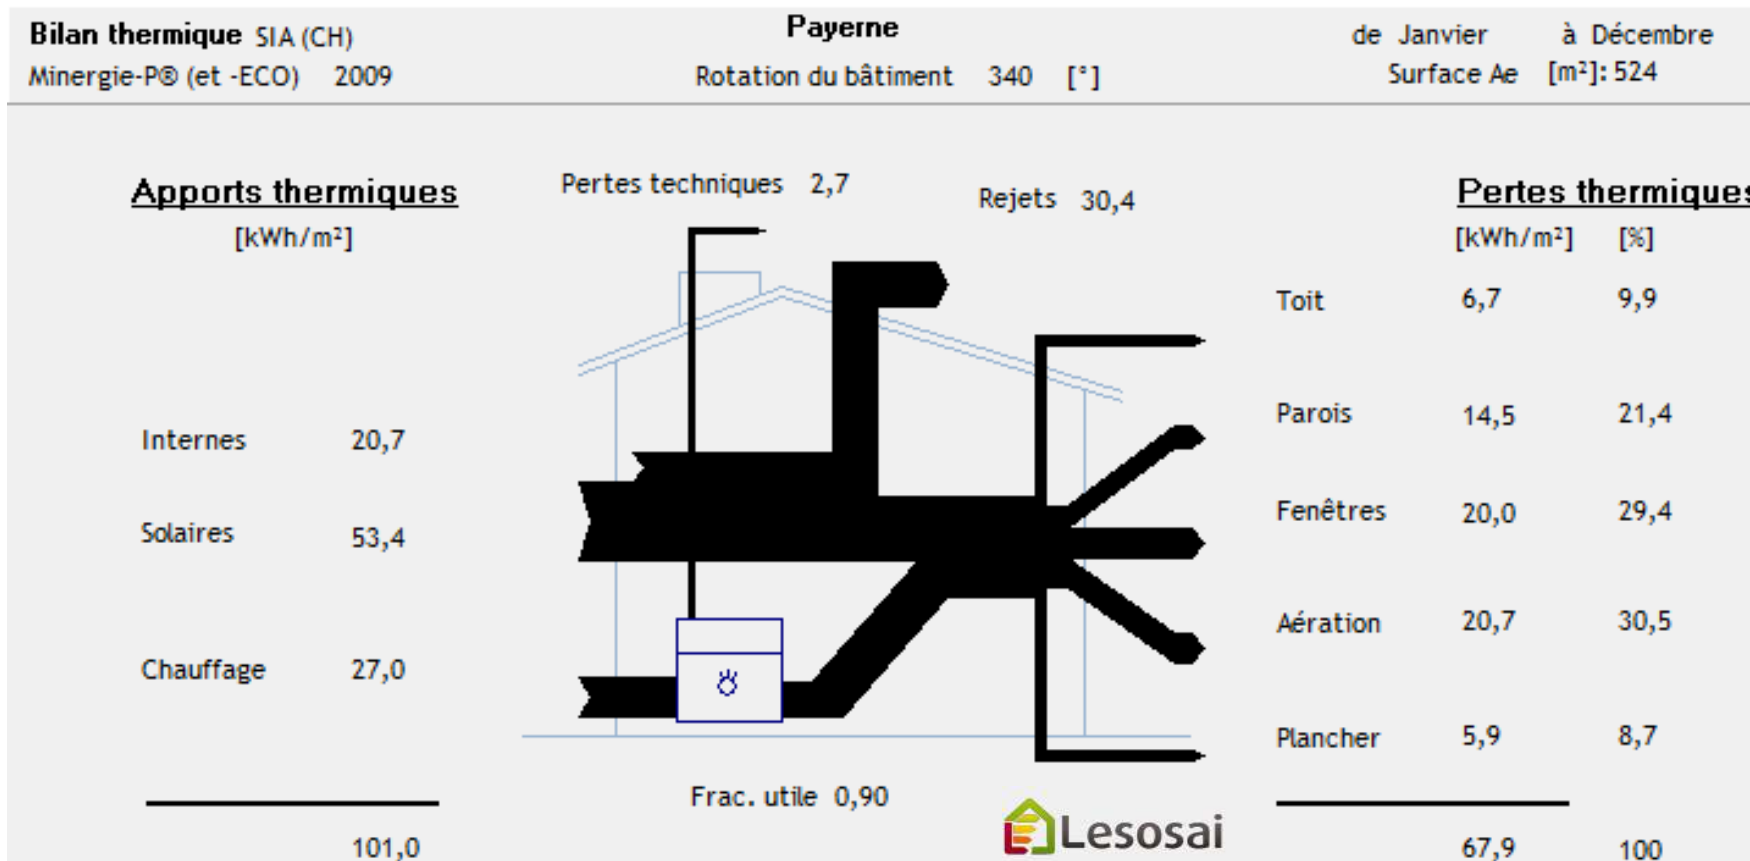 Bilan thermique SIA (CH) Payerne de Janvier à Décembre
Minergie-P® (et -ECO) 2009 Rotation du bâtiment 340 [°] Surface Ae [m²]: 524
Apports thermiques Pertes techniques 2,7 Rejets 30,4 Pertes thermiques
[kWh/m²] [kWh/m²] [%]
Toit 6,7 9,9
Internes 20,7 Parois 14,5 21,4
Solaires 53,4 Fenêtres 20,0 29,4
Chauffage 27,0 Aération 20,7 30,5
Plancher 5,9 8,7
Frac. utile 0,90
Lesosai
101,0 67,9 100